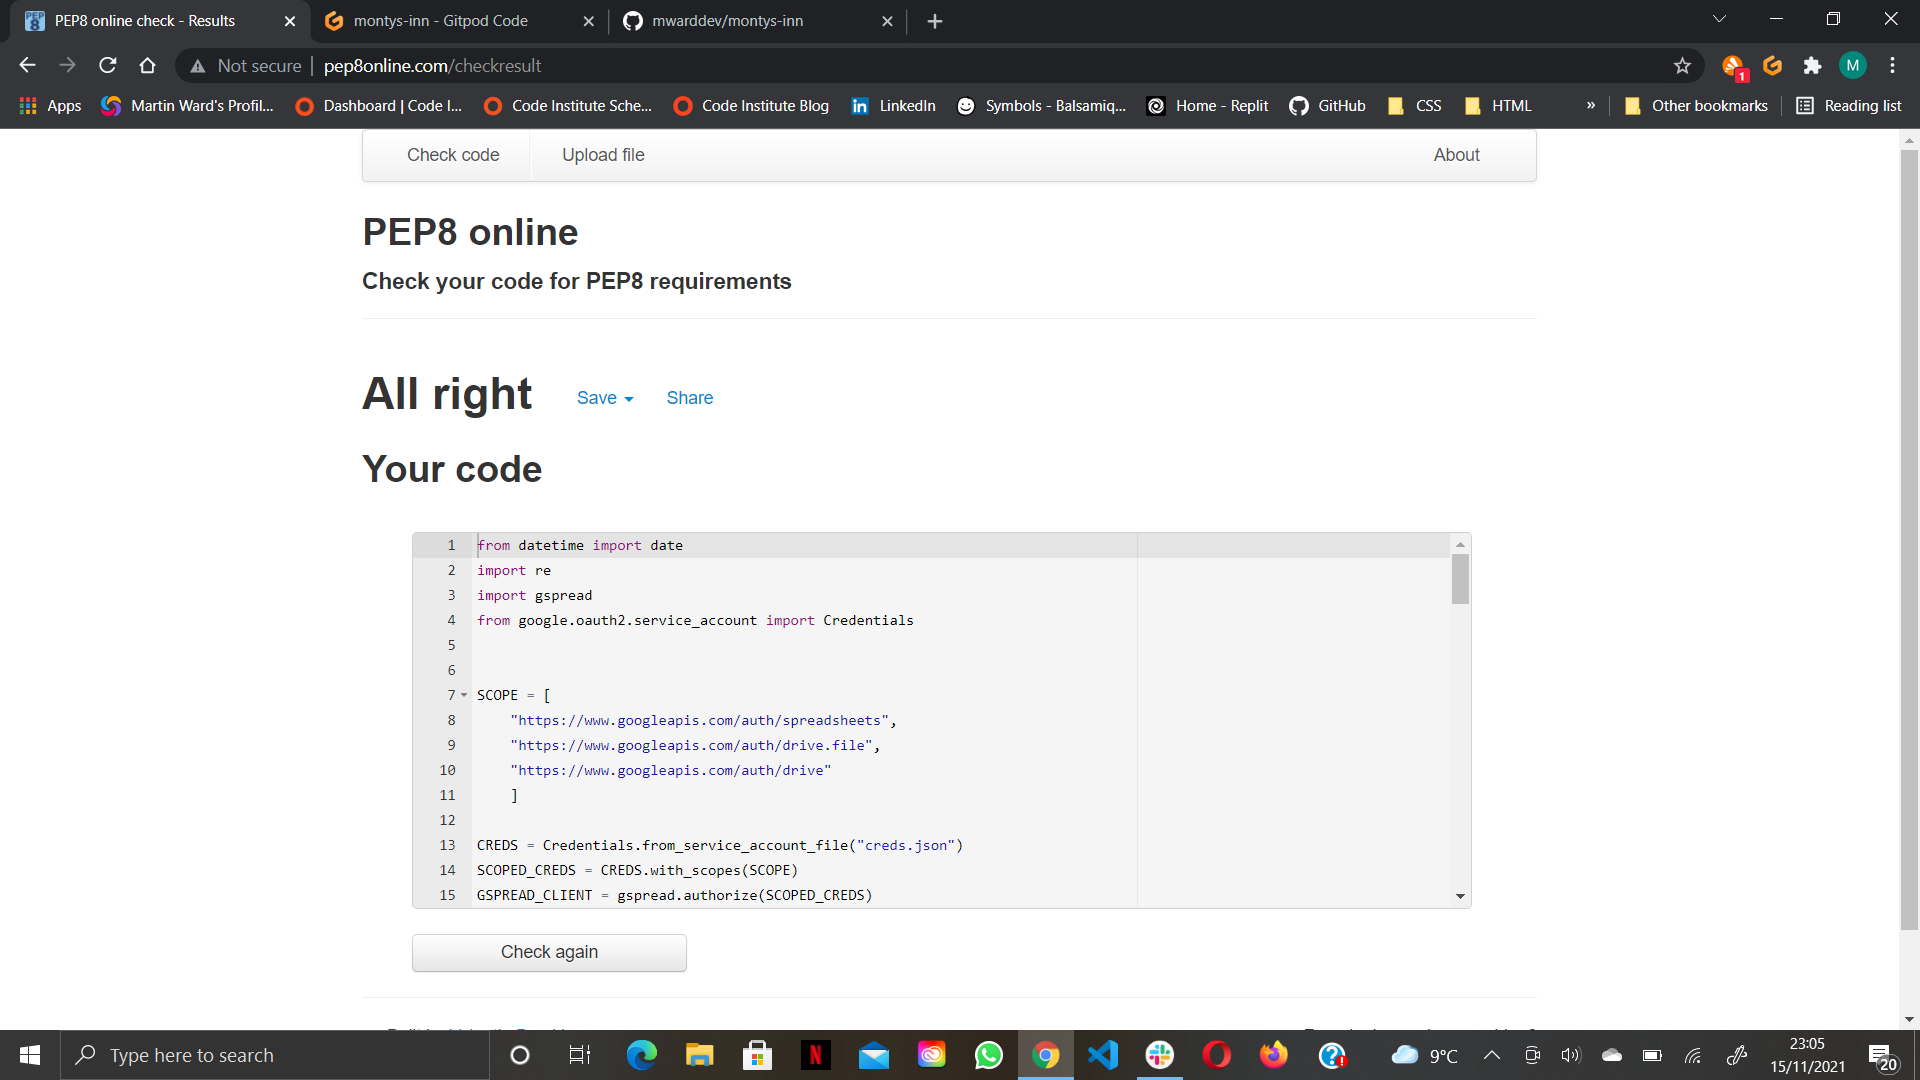 PEP8 online check - Results
montys-inn - Gitpod Code
mwarddev/montys-inn
Not secure
pep8online.com/checkresult
1
M
Apps
Martin Ward's Profil...
Dashboard | Code I...
Code Institute Sche...
Code Institute Blog
LinkedIn
Symbols - Balsamiq...
Home - Replit
GitHub
CSS
HTML
»
Other bookmarks
Reading list
Check code
Upload file
About
PEP8 online
Check your code for PEP8 requirements
All right
Save
Share
Your code
1 from datetime import date
2 import re
3 import gspread
4 from google.oauth2.service_account import Credentials
5
6
7 SCOPE = [
8 "https://www.googleapis.com/auth/spreadsheets",
9 "https://www.googleapis.com/auth/drive.file",
10 "https://www.googleapis.com/auth/drive"
11 ]
12
13 CREDS = Credentials.from_service_account_file("creds.json")
14 SCOPED_CREDS = CREDS.with_scopes(SCOPE)
15 GSPREAD_CLIENT = gspread.authorize(SCOPED_CREDS)
Check again
Type here to search
9°C
23:05
15/11/2021
20